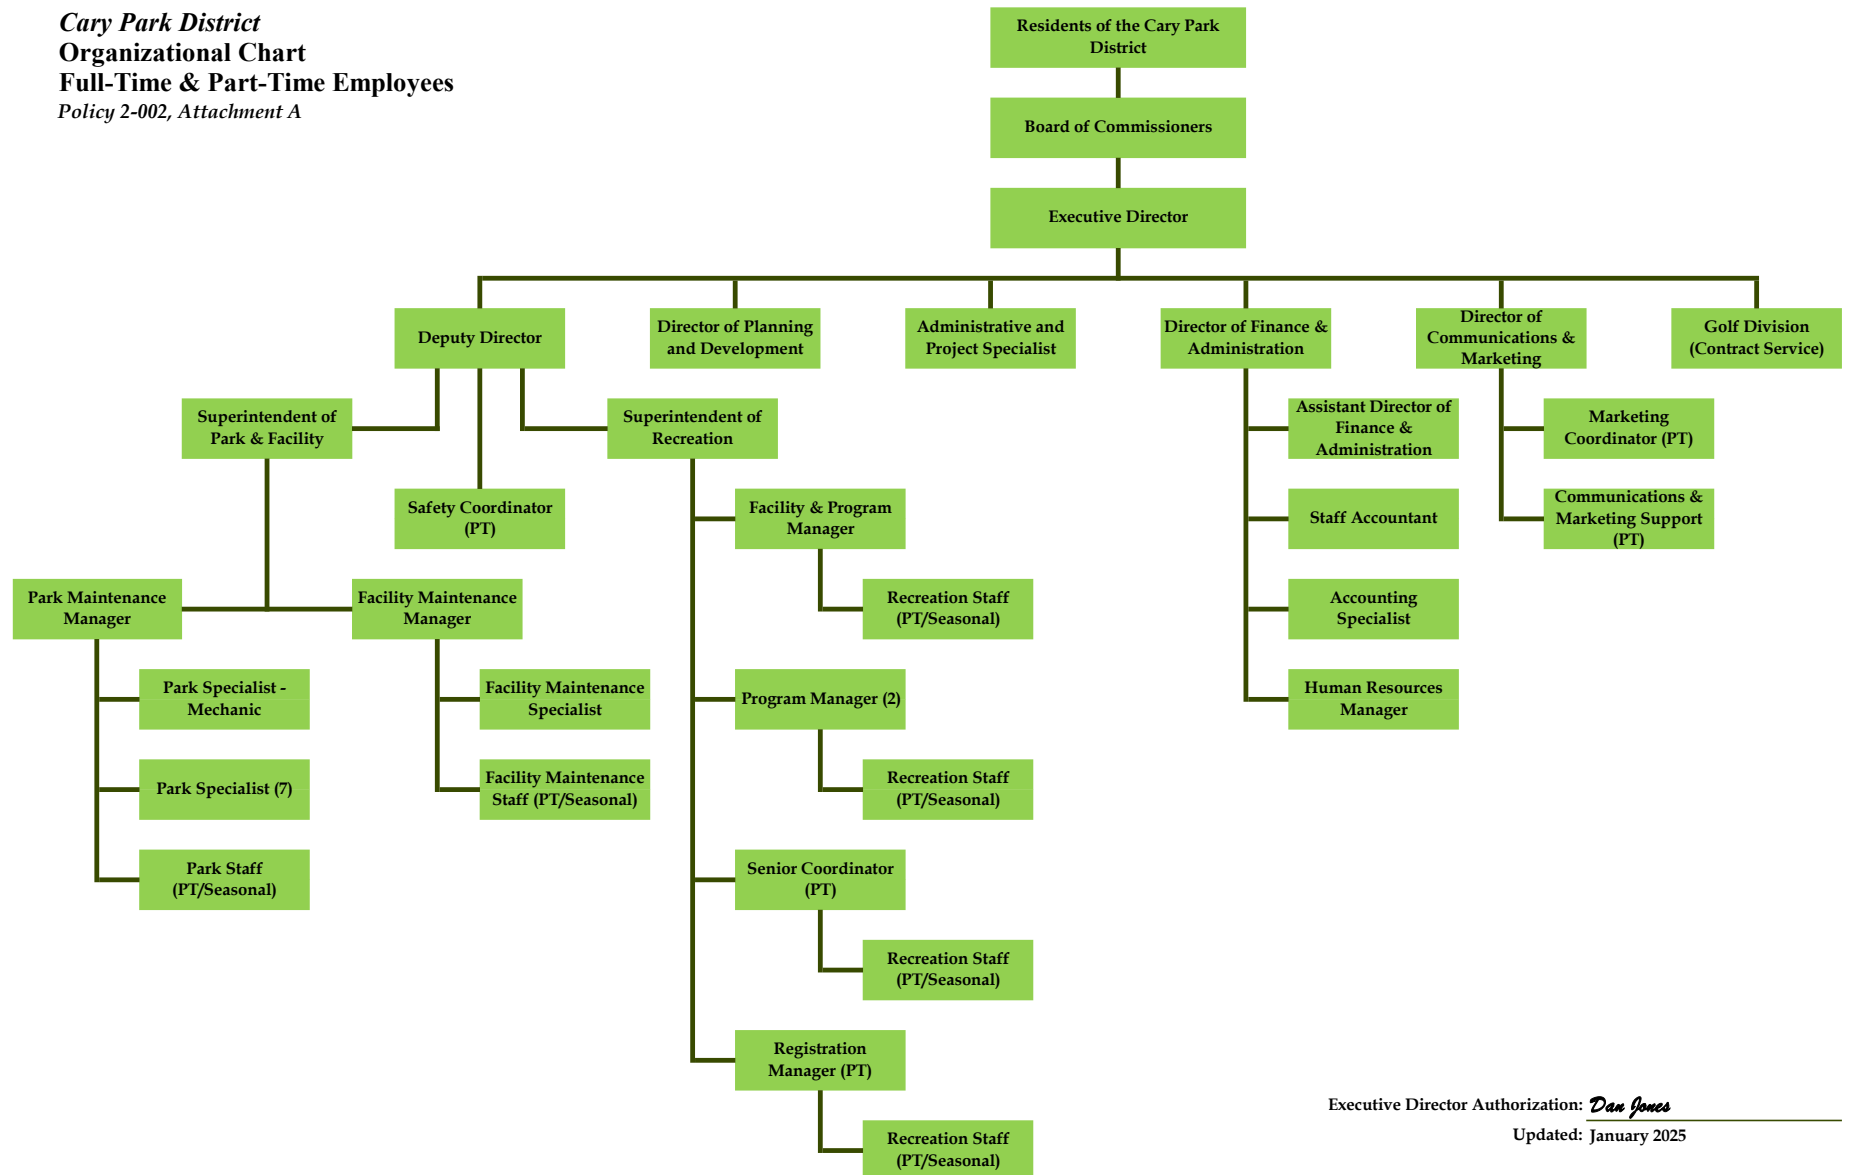 Cary Park District
Organizational Chart
Full-Time & Part-Time Employees
Policy 2-002, Attachment A
Residents of the Cary Park
District
Board of Commissioners
Executive Director
Deputy Director
Director of Planning
and Development
Administrative and
Project Specialist
Director of Finance &
Administration
Director of
Communications &
Marketing
Golf Division
(Contract Service)
Superintendent of
Park & Facility
Safety Coordinator
(PT)
Superintendent of
Recreation
Park Maintenance
Manager
Park Specialist -
Mechanic
Park Specialist (7)
Park Staff
(PT/Seasonal)
Facility Maintenance
Manager
Facility Maintenance
Specialist
Facility Maintenance
Staff (PT/Seasonal)
Facility & Program
Manager
Recreation Staff
(PT/Seasonal)
Program Manager (2)
Recreation Staff
(PT/Seasonal)
Senior Coordinator
(PT)
Recreation Staff
(PT/Seasonal)
Registration
Manager (PT)
Recreation Staff
(PT/Seasonal)
Assistant Director of
Finance &
Administration
Staff Accountant
Accounting
Specialist
Human Resources
Manager
Marketing
Coordinator (PT)
Communications &
Marketing Support
(PT)
Executive Director Authorization: Dan Jones
Updated: January 2025